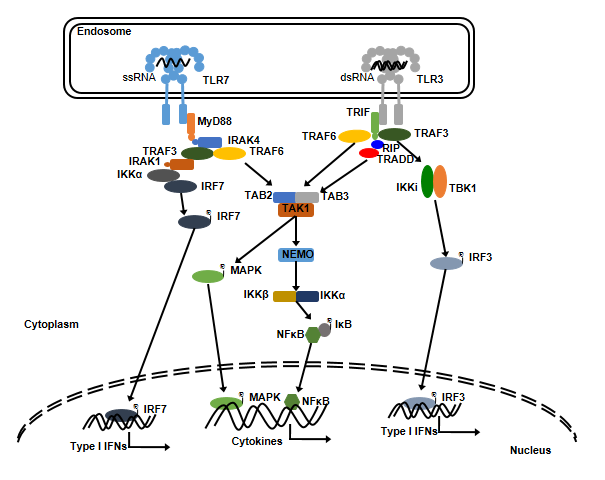 Endosome
ssRNA
TLR7
dsRNA
TLR3
MyD88
TRIF
IRAK4
TRAF6
TRAF3
TRAF3
TRAF6
RIP
TRADD
IRAK1
IKKα
IRF7
IKKi
TBK1
TAB2
TAB3
TAK1
P
IRF7
NEMO
P
MAPK
P
IRF3
IKKβ
IKKα
P
IκB
NFκB
Cytoplasm
P
IRF7
P
MAPK
NFκB
P
IRF3
Type I IFNs
Cytokines
Type I IFNs
Nucleus